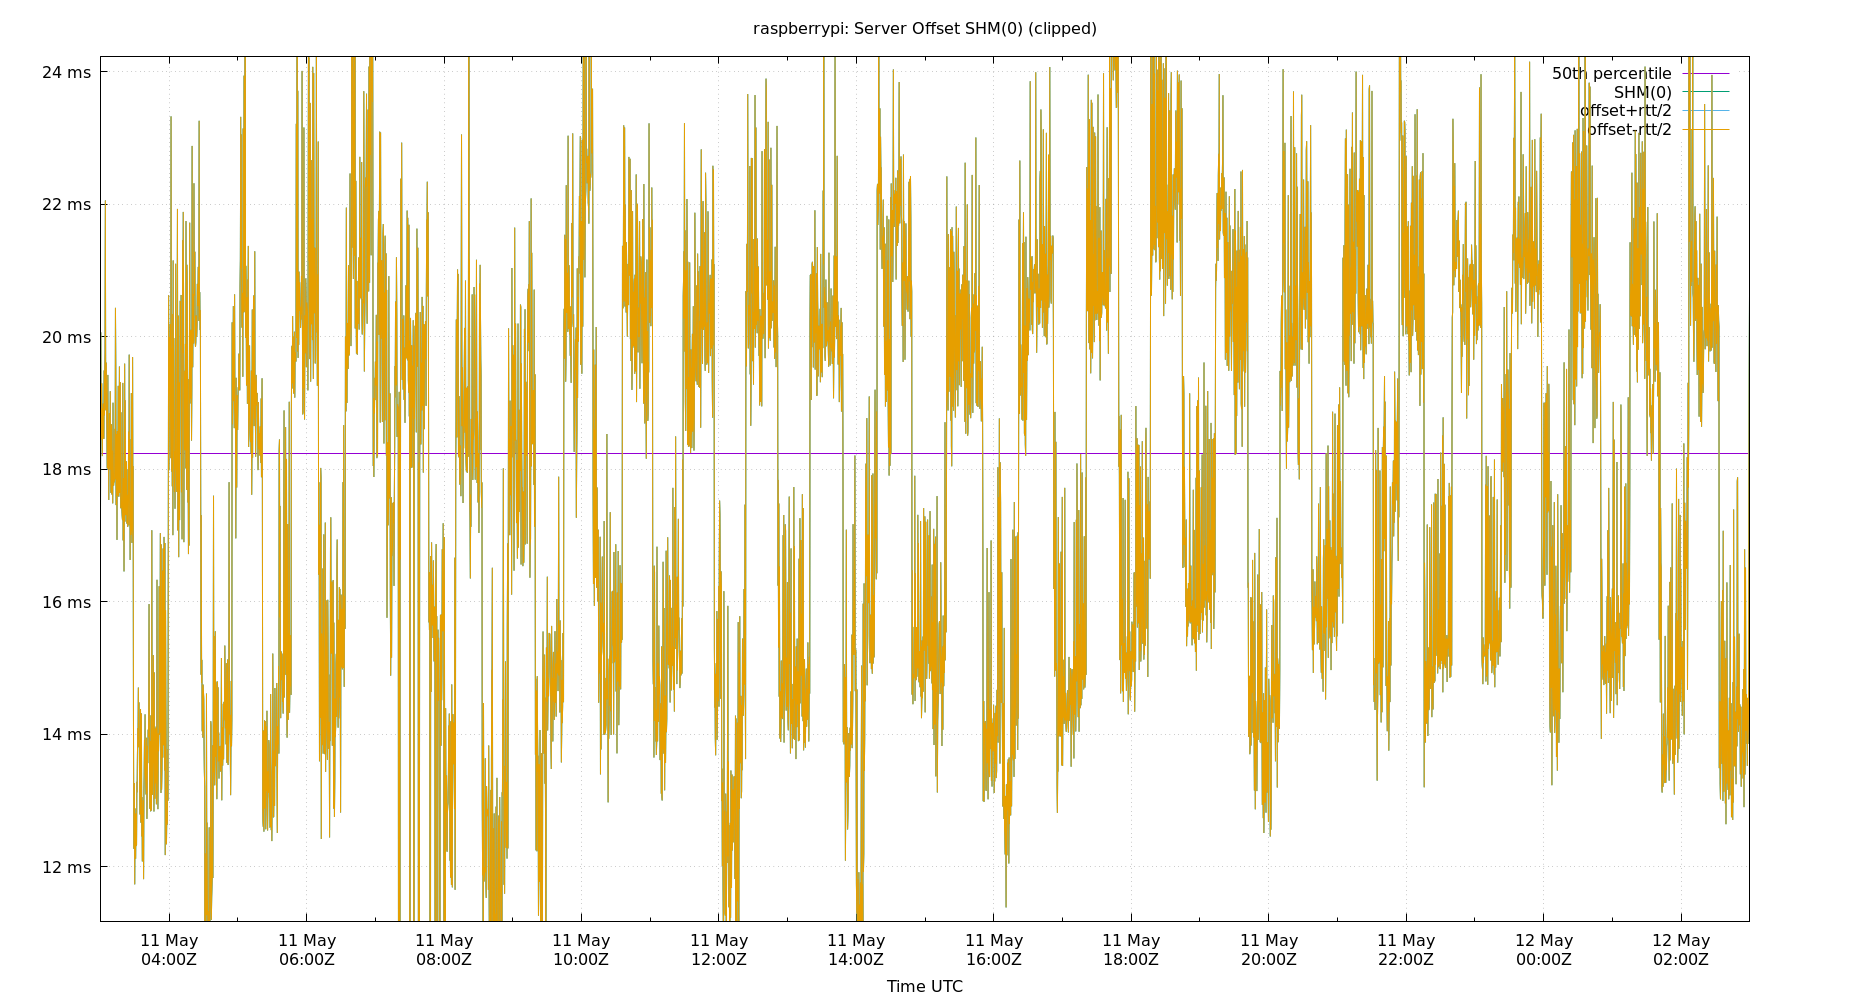 raspberrypi: Server Offset SHM(0) (clipped)
24 ms
22 ms
20 ms
18 ms
16 ms
14 ms
12 ms
50th percentile
SHM(0)
offset+rtt/2
offset-rtt/2
11 May 11 May 11 May 11 May 11 May 11 May 11 May 11 May 11 May 11 May 12 May 12 May
04:00Z 06:00Z 08:00Z 10:00Z 12:00Z 14:00Z 16:00Z 18:00Z 20:00Z 22:00Z 00:00Z 02:00Z
Time UTC